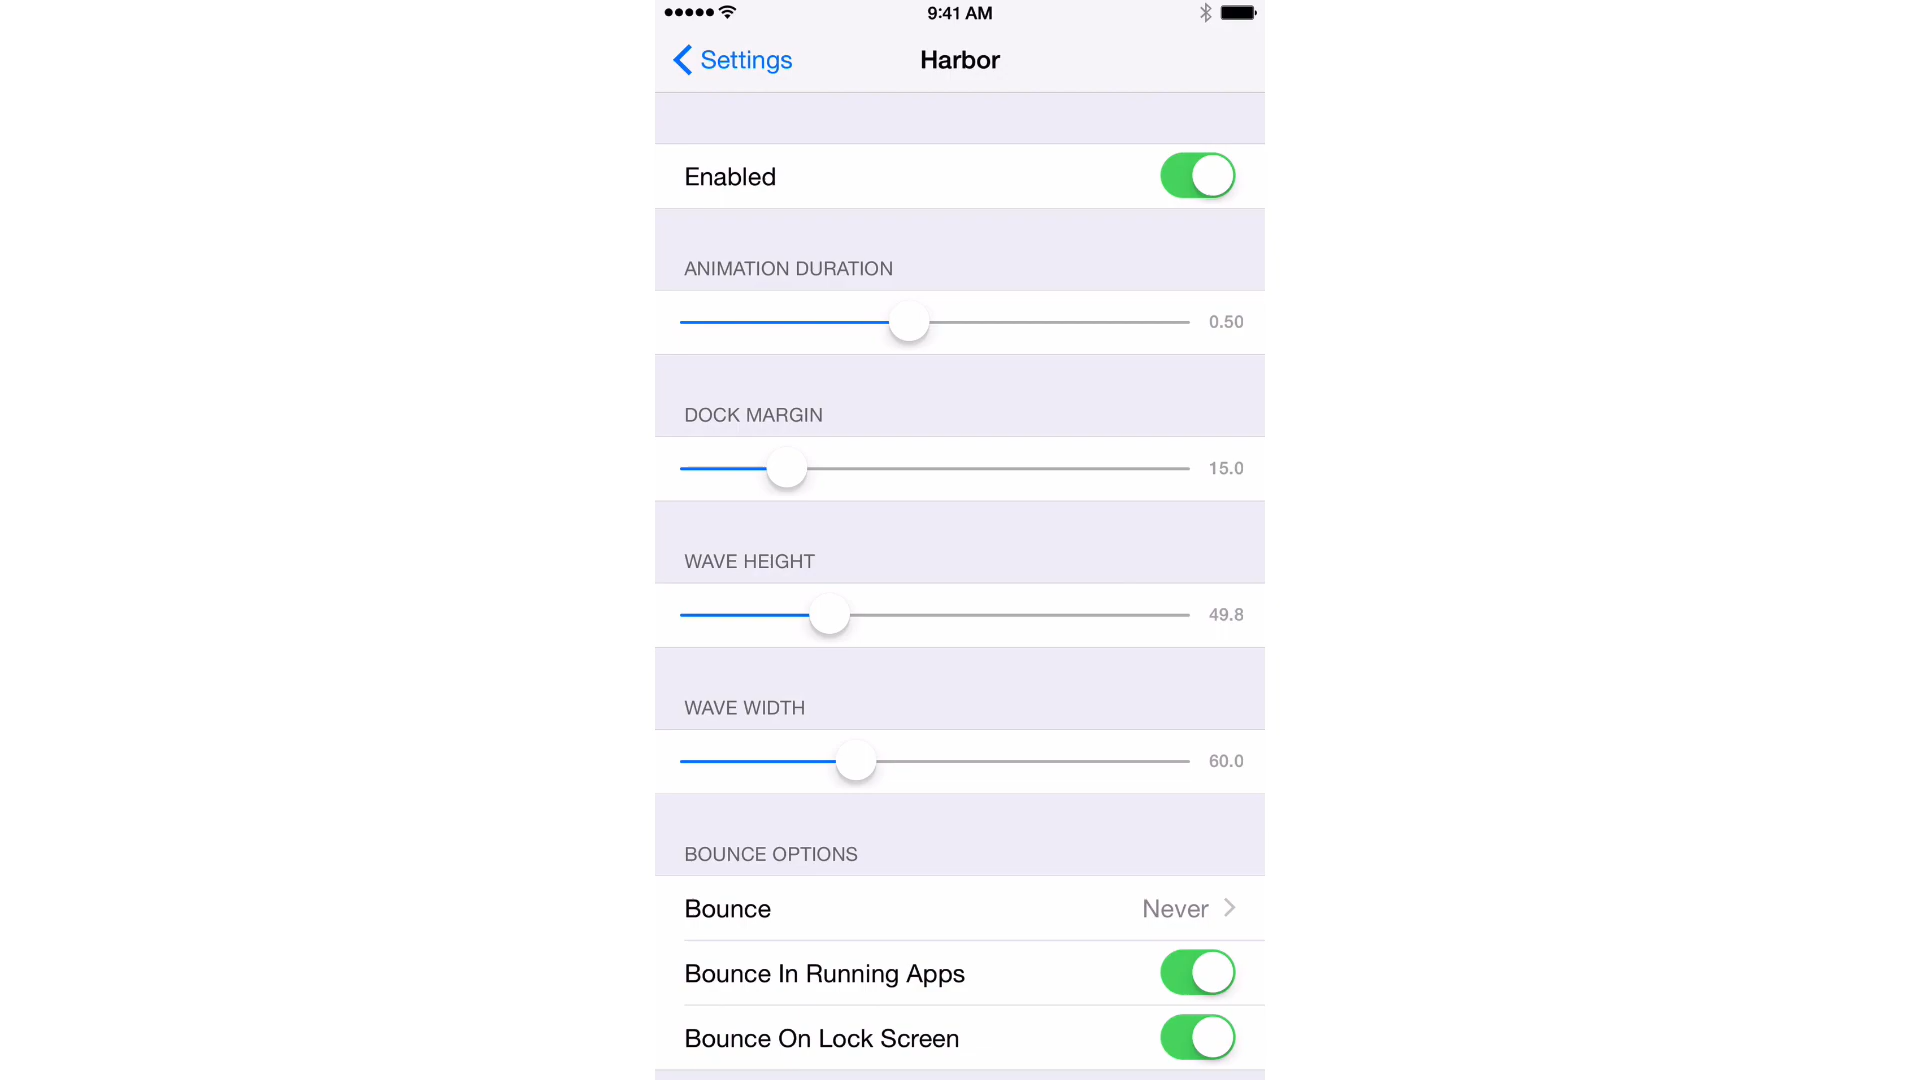 9:41 AM
Settings
Harbor
Enabled
ANIMATION DURATION
0.50
DOCK MARGIN
15.0
WAVE HEIGHT
49.8
WAVE WIDTH
60.0
BOUNCE OPTIONS
Bounce Never
Bounce In Running Apps
Bounce On Lock Screen